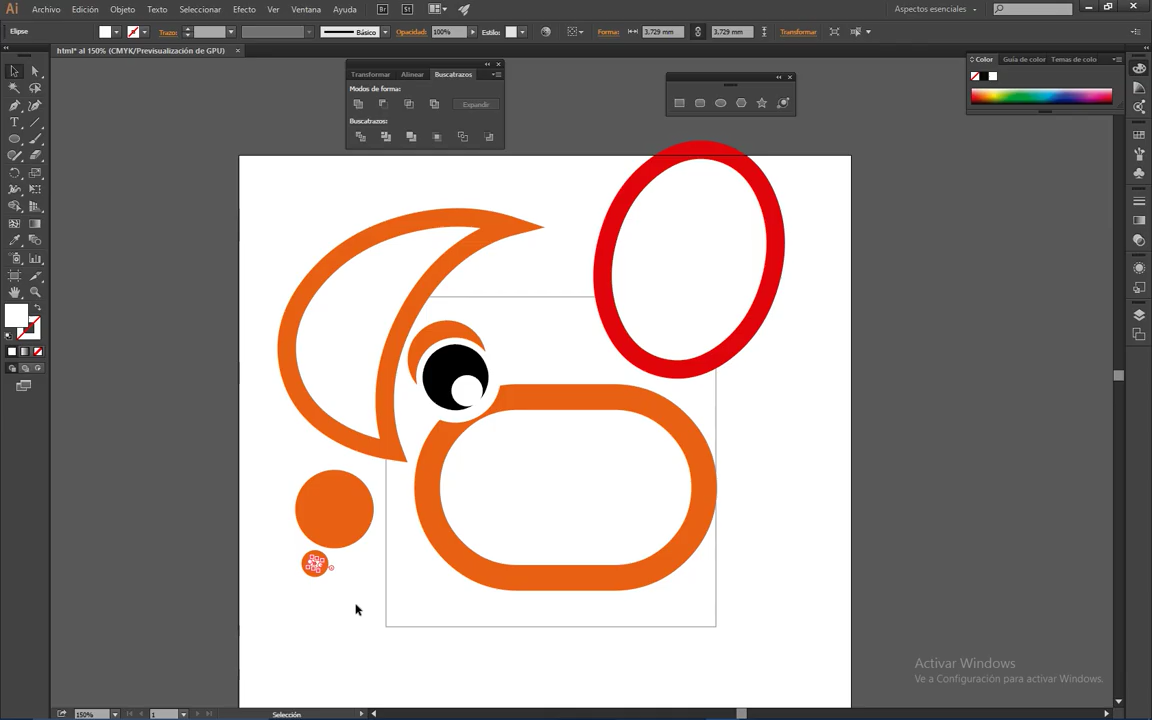 Ai Archivo Edición Objeto Texto Seleccionar Efecto Ver Ventana Ayuda Br St Aspectos esenciales
Elipse Trazo: Básico Opacidad: 100% Estilo: Forma: 3,729 mm 3,729 mm Transformar
html* al 150% (CMYK/Previsualización de GPU) ×
Transformar Alinear Buscatrazos
Modos de forma:
Expandir
Buscatrazos:
Color Guía de color Temas de colo
Activar Windows
Ve a Configuración para activar Windows.
150% 1 Selección